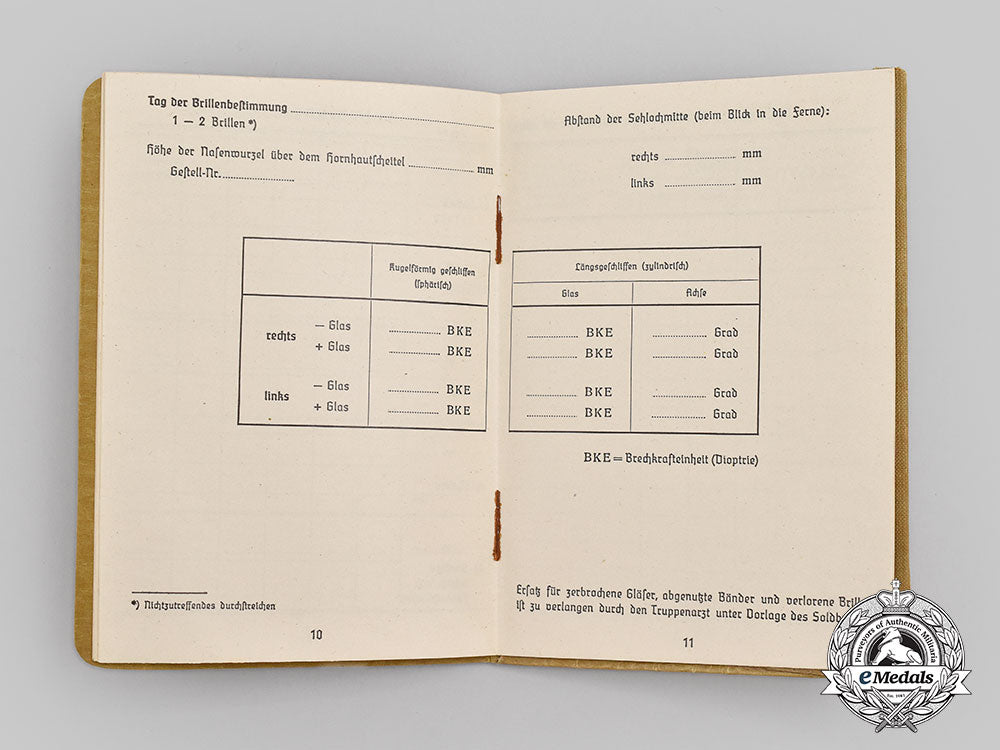 Tag der Brillenbestimmung
1 – 2 Brillen *)
Höhe der Nasenwurzel über dem Hornhautscheitel mm
Gestell-Nr.
Kugelförmig geschliffen
(sphärisch)
rechts
– Glas BKE
+ Glas BKE
links
– Glas BKE
+ Glas BKE
*) Nichtzutreffendes durchstreichen
10
Abstand der Sehlochmitte (beim Blick in die Ferne):
rechts mm
links mm
Längsgeschliffen (zylindrisch)
Glas Achse
BKE Grad
BKE Grad
BKE Grad
BKE Grad
BKE = Brechkrafteinheit (Dioptrie)
Ersatz für zerbrochene Gläser, abgenutzte Bänder und verlorene Brill
ist zu verlangen durch den Truppenarzt unter Vorlage des Soldb
11
Purveyors of Authentic Militaria
eMedals